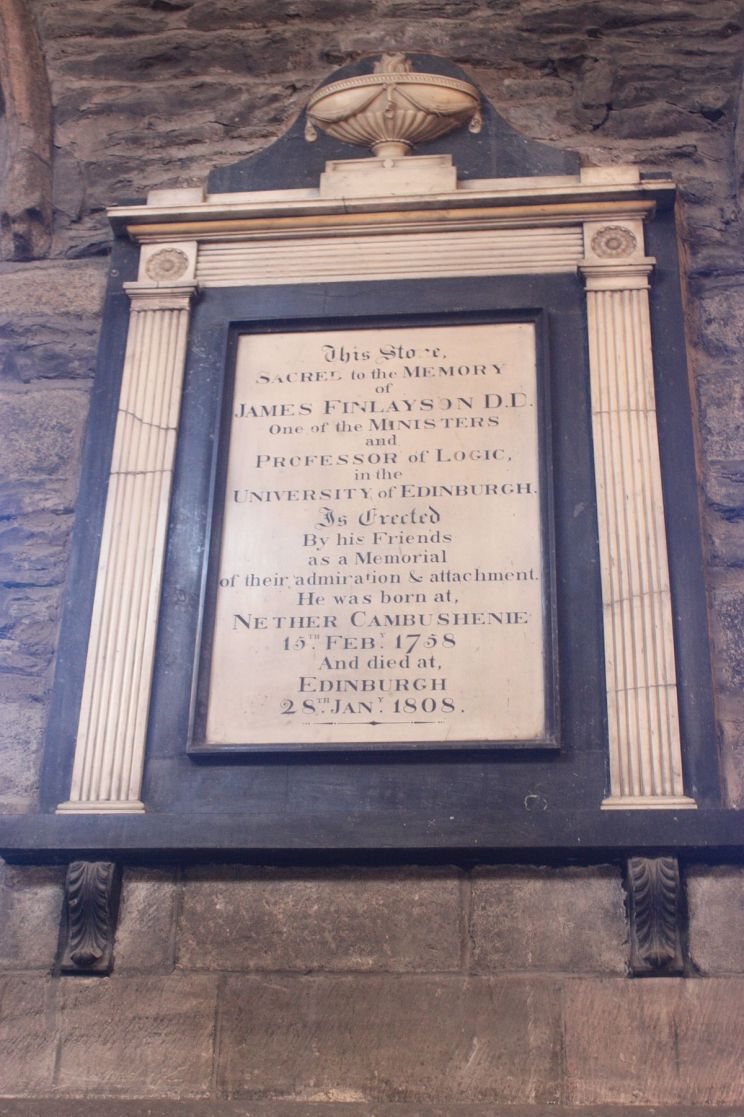 This Stone,
SACRED to the MEMORY
of
JAMES FINLAYSON D.D.
One of the MINISTERS
and
PROFESSOR of LOGIC,
in the
UNIVERSITY of EDINBURGH.
Is Erected
By his Friends
as a MEMORIAL
of their admiration & attachment.
He was born at,
NETHER CAMBUSHENIE
15TH FEBY. 1758
And died at,
EDINBURGH
28TH JANY. 1808.